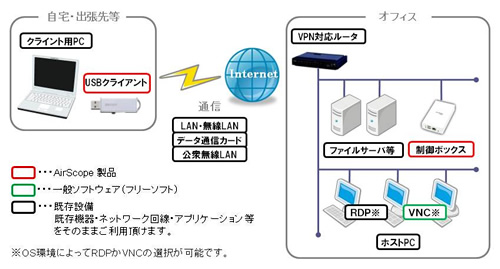 自宅・出張先等
クライント用PC
USBクライアント
Internet
通信
LAN・無線LAN
データ通信カード
公衆無線LAN
オフィス
VPN対応ルータ
ファイルサーバ等
制御ボックス
RDP※
VNC※
ホストPC
・・・AirScope 製品
・・・一般ソフトウェア(フリーソフト)
・・・既存設備
既存機器・ネットワーク回線・アプリケーション等
をそのままご利用頂けます。
※OS環境によってRDPかVNCの選択が可能です。